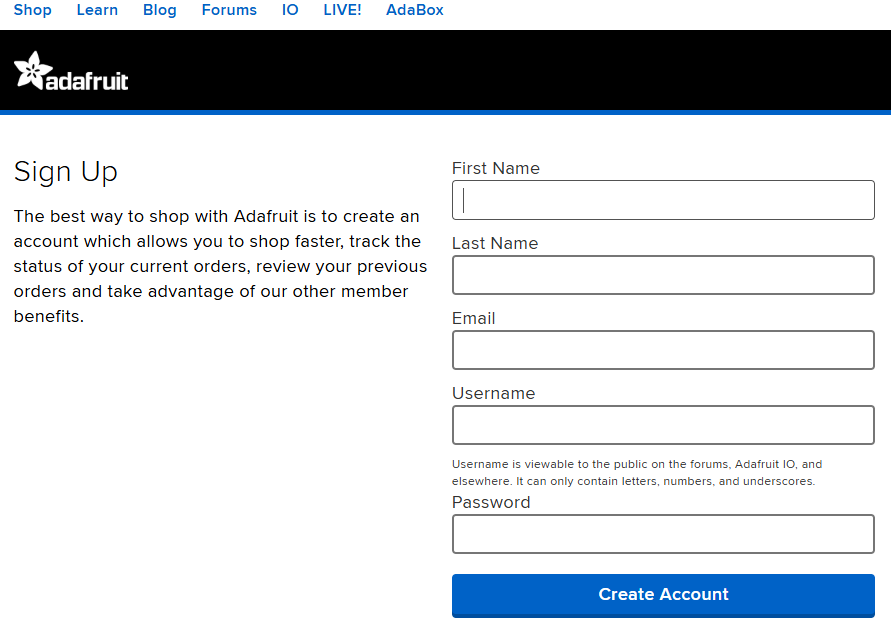 Shop Learn Blog Forums IO LIVE! AdaBox
adafruit
Sign Up
The best way to shop with Adafruit is to create an
account which allows you to shop faster, track the
status of your current orders, review your previous
orders and take advantage of our other member
benefits.
First Name
Last Name
Email
Username
Username is viewable to the public on the forums, Adafruit IO, and
elsewhere. It can only contain letters, numbers, and underscores.
Password
Create Account